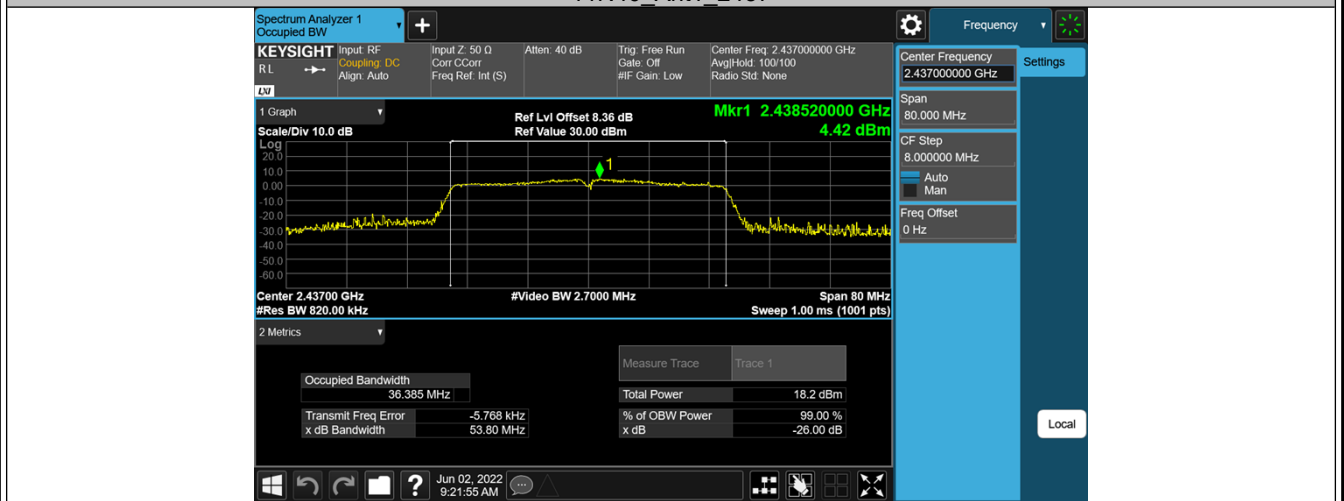 Spectrum Analyzer 1
Occupied BW
+
Frequency
KEYSIGHT
RL
LXI
Input: RF
Coupling: DC
Align: Auto
Input Z: 50 Ω
Corr CCorr
Freq Ref: Int (S)
Atten: 40 dB
Trig: Free Run
Gate: Off
#IF Gain: Low
Center Freq: 2.437000000 GHz
Avg|Hold: 100/100
Radio Std: None
Center Frequency
2.437000000 GHz
Settings
Span
80.000 MHz
CF Step
8.000000 MHz
Auto
Man
Freq Offset
0 Hz
Local
1 Graph
Ref Lvl Offset 8.36 dB
Mkr1 2.438520000 GHz
Scale/Div 10.0 dB
Ref Value 30.00 dBm
4.42 dBm
Log
20.0
10.0
0.00
-10.0
-20.0
-30.0
-40.0
-50.0
-60.0
1
Center 2.43700 GHz
#Video BW 2.7000 MHz
Span 80 MHz
#Res BW 820.00 kHz
Sweep 1.00 ms (1001 pts)
2 Metrics
Measure Trace
Trace 1
Occupied Bandwidth
36.385 MHz
Total Power
18.2 dBm
Transmit Freq Error
-5.768 kHz
% of OBW Power
99.00 %
x dB Bandwidth
53.80 MHz
x dB
-26.00 dB
?
Jun 02, 2022
9:21:55 AM